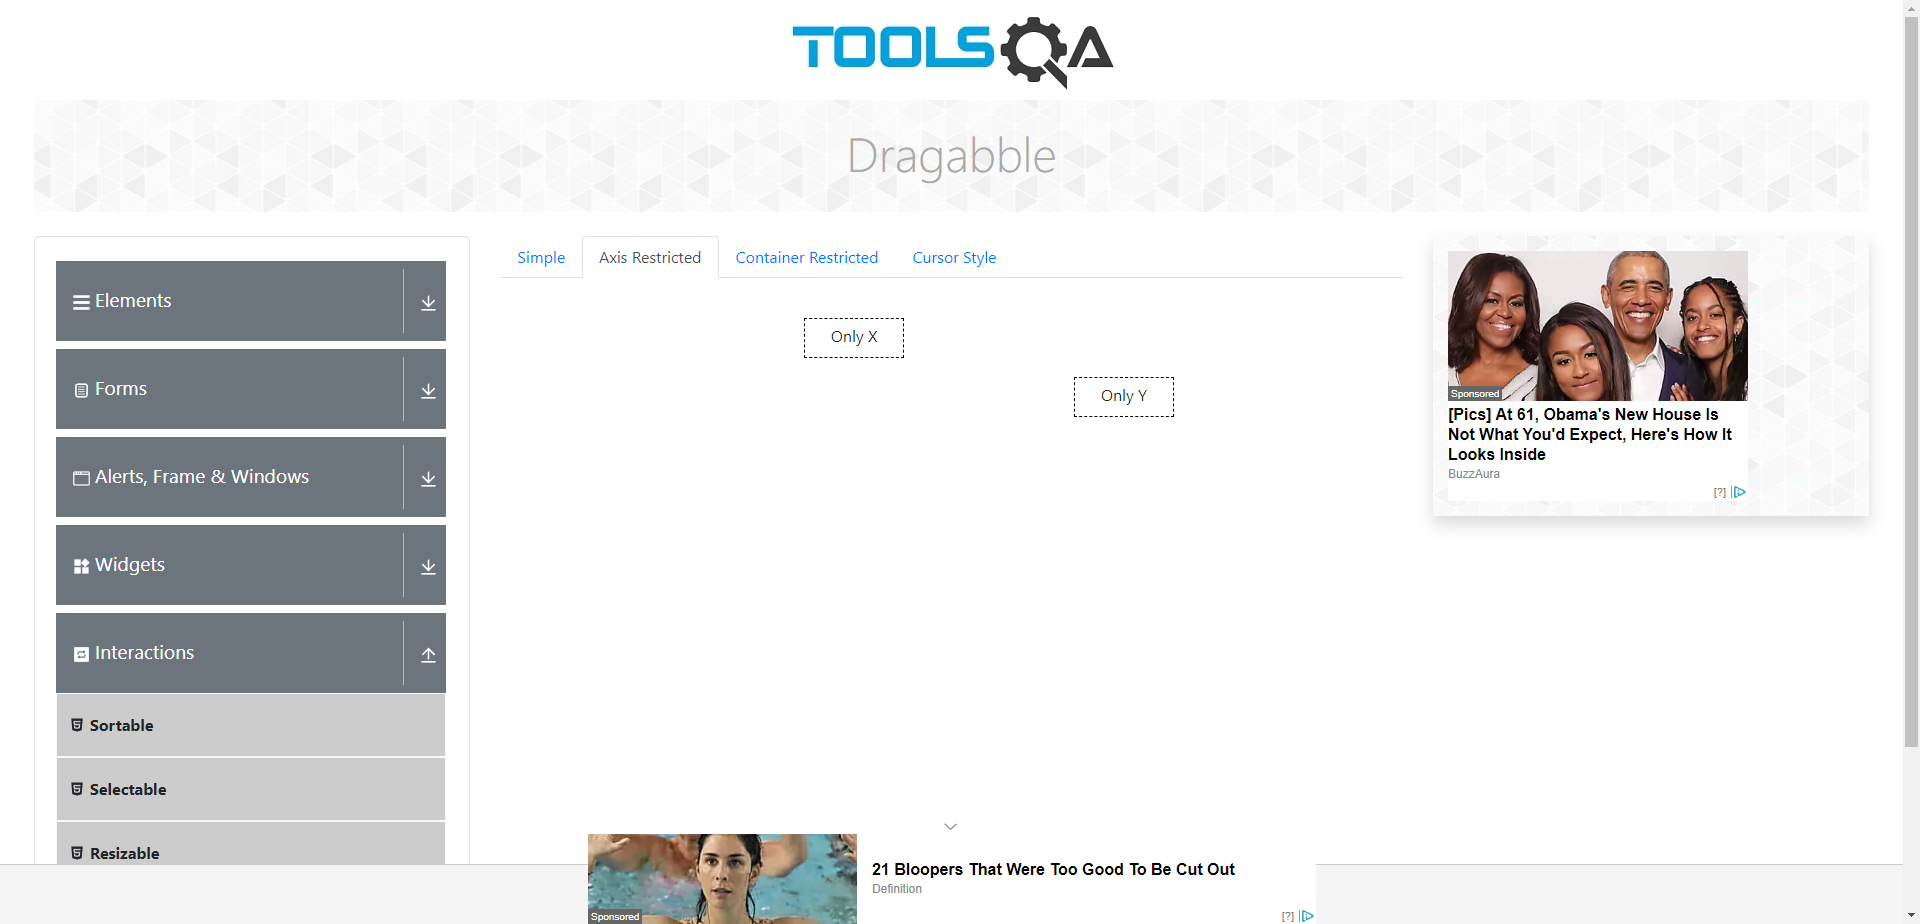 TOOLSQA
Dragabble
Elements
Forms
Alerts, Frame & Windows
Widgets
Interactions
Sortable
Selectable
Resizable
Simple
Axis Restricted
Container Restricted
Cursor Style
Only X
Only Y
Sponsored
[Pics] At 61, Obama's New House Is
Not What You'd Expect, Here's How It
Looks Inside
BuzzAura
[?]
Sponsored
21 Bloopers That Were Too Good To Be Cut Out
Definition
[?]